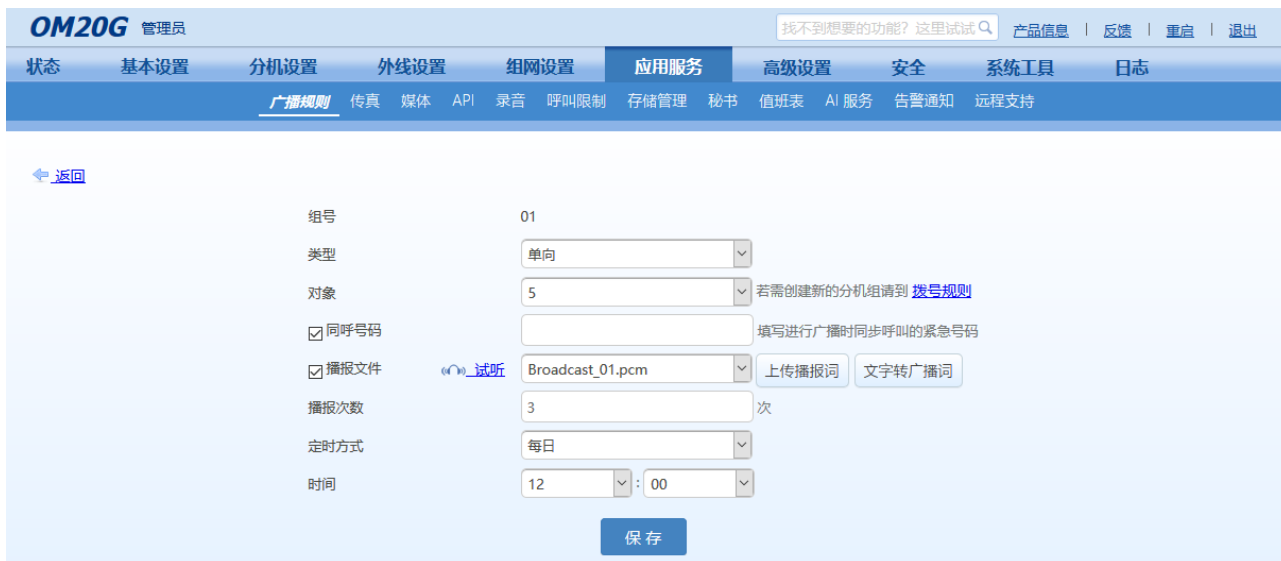 OM20G 管理员 找不到想要的功能？这里试试 产品信息 | 反馈 | 重启 | 退出
状态 基本设置 分机设置 外线设置 组网设置 应用服务 高级设置 安全 系统工具 日志
广播规则 传真 媒体 API 录音 呼叫限制 存储管理 秘书 值班表 AI 服务 告警通知 远程支持
返回
组号 01
类型 单向
对象 5 若需创建新的分机组请到 拨号规则
同呼号码 填写进行广播时同步呼叫的紧急号码
播报文件 试听 Broadcast_01.pcm 上传播报词 文字转广播词
播报次数 3 次
定时方式 每日
时间 12 : 00
保存